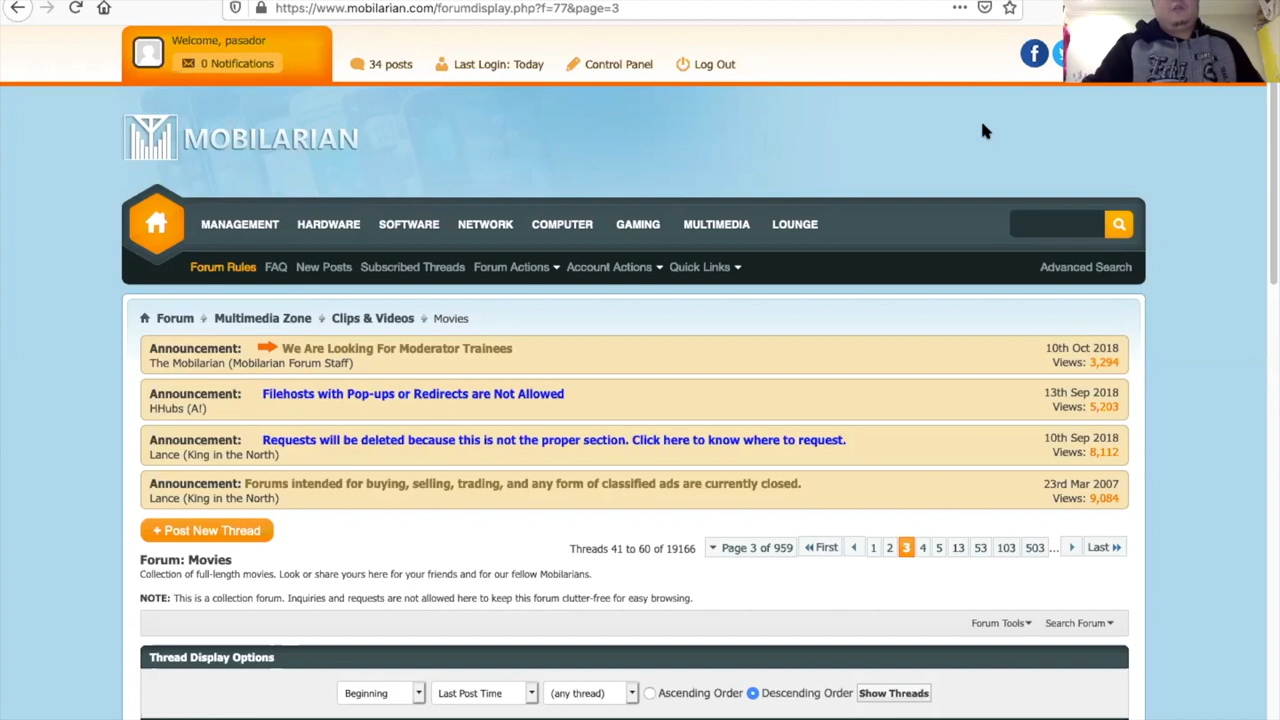 https://www.mobilarian.com/forumdisplay.php?f=77&page=3
Welcome, pasador
0 Notifications
34 posts
Last Login: Today
Control Panel
Log Out
MOBILARIAN
MANAGEMENT HARDWARE SOFTWARE NETWORK COMPUTER GAMING MULTIMEDIA LOUNGE
Forum Rules FAQ New Posts Subscribed Threads Forum Actions Account Actions Quick Links Advanced Search
Forum Multimedia Zone Clips & Videos Movies
Announcement: We Are Looking For Moderator Trainees 10th Oct 2018
The Mobilarian (Mobilarian Forum Staff) Views: 3,294
Announcement: Filehosts with Pop-ups or Redirects are Not Allowed 13th Sep 2018
HHubs (A!) Views: 5,203
Announcement: Requests will be deleted because this is not the proper section. Click here to know where to request. 10th Sep 2018
Lance (King in the North) Views: 8,112
Announcement: Forums intended for buying, selling, trading, and any form of classified ads are currently closed. 23rd Mar 2007
Lance (King in the North) Views: 9,084
+ Post New Thread
Threads 41 to 60 of 19166 Page 3 of 959 First 1 2 3 4 5 13 53 103 503 ... Last
Forum: Movies
Collection of full-length movies. Look or share yours here for your friends and for our fellow Mobilarians.
NOTE: This is a collection forum. Inquiries and requests are not allowed here to keep this forum clutter-free for easy browsing.
Forum Tools Search Forum
Thread Display Options
Beginning Last Post Time (any thread) Ascending Order Descending Order Show Threads